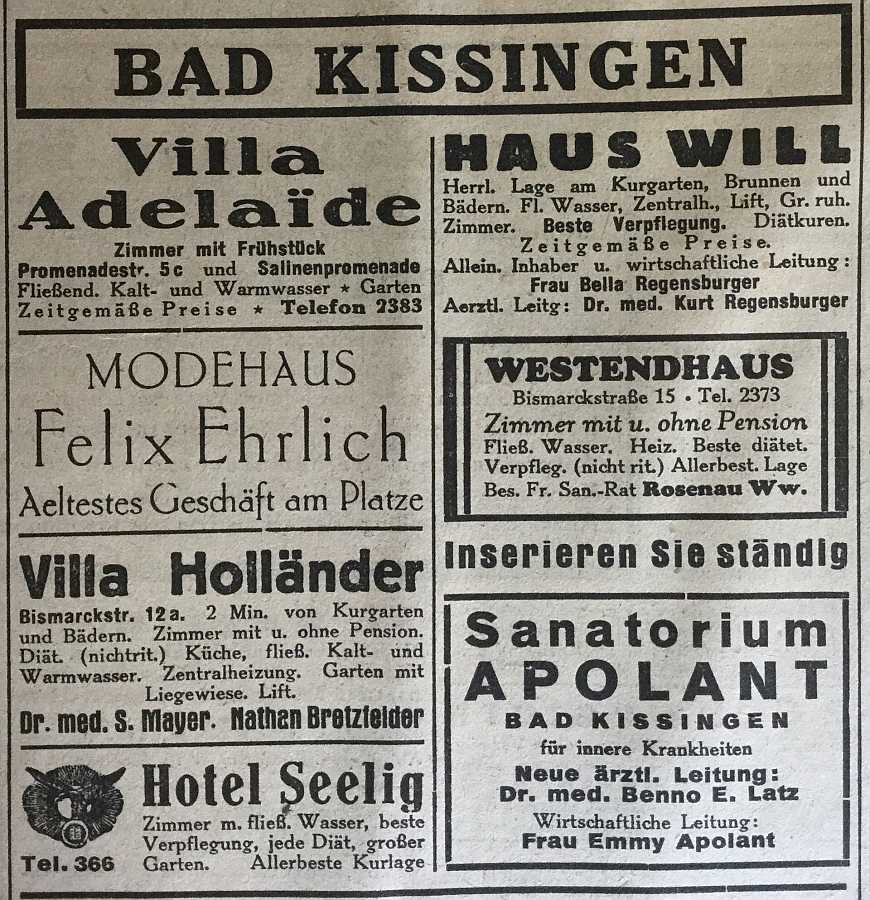 BAD KISSINGEN
Villa
Adelaïde
Zimmer mit Frühstück
Promenadestr. 5c und Salinenpromenade
Fließend. Kalt- und Warmwasser ★ Garten
Zeitgemäße Preise ★ Telefon 2383
MODEHAUS
Felix Ehrlich
Aeltestes Geschäft am Platze
Villa Holländer
Bismarckstr. 12a. 2 Min. von Kurgarten
und Bädern. Zimmer mit u. ohne Pension.
Diät. (nichtrit.) Küche, fließ. Kalt- und
Warmwasser. Zentralheizung. Garten mit
Liegewiese. Lift.
Dr. med. S. Mayer. Nathan Bretzfelder
Hotel Seelig
Zimmer m. fließ. Wasser, beste
Verpflegung, jede Diät, großer
Garten. Allerbeste Kurlage
Tel. 366
HAUS WILL
Herrl. Lage am Kurgarten, Brunnen und
Bädern. Fl. Wasser, Zentralh., Lift, Gr. ruh.
Zimmer. Beste Verpflegung. Diätkuren.
Zeitgemäße Preise.
Allein. Inhaber u. wirtschaftliche Leitung:
Frau Bella Regensburger
Aerztl. Leitg: Dr. med. Kurt Regensburger
WESTENDHAUS
Bismarckstraße 15 · Tel. 2373
Zimmer mit u. ohne Pension
Fließ. Wasser. Heiz. Beste diätet.
Verpfleg. (nicht rit.) Allerbest. Lage
Bes. Fr. San.-Rat Rosenau Ww.
Inserieren Sie ständig
Sanatorium
APOLANT
BAD KISSINGEN
für innere Krankheiten
Neue ärztl. Leitung:
Dr. med. Benno E. Latz
Wirtschaftliche Leitung:
Frau Emmy Apolant